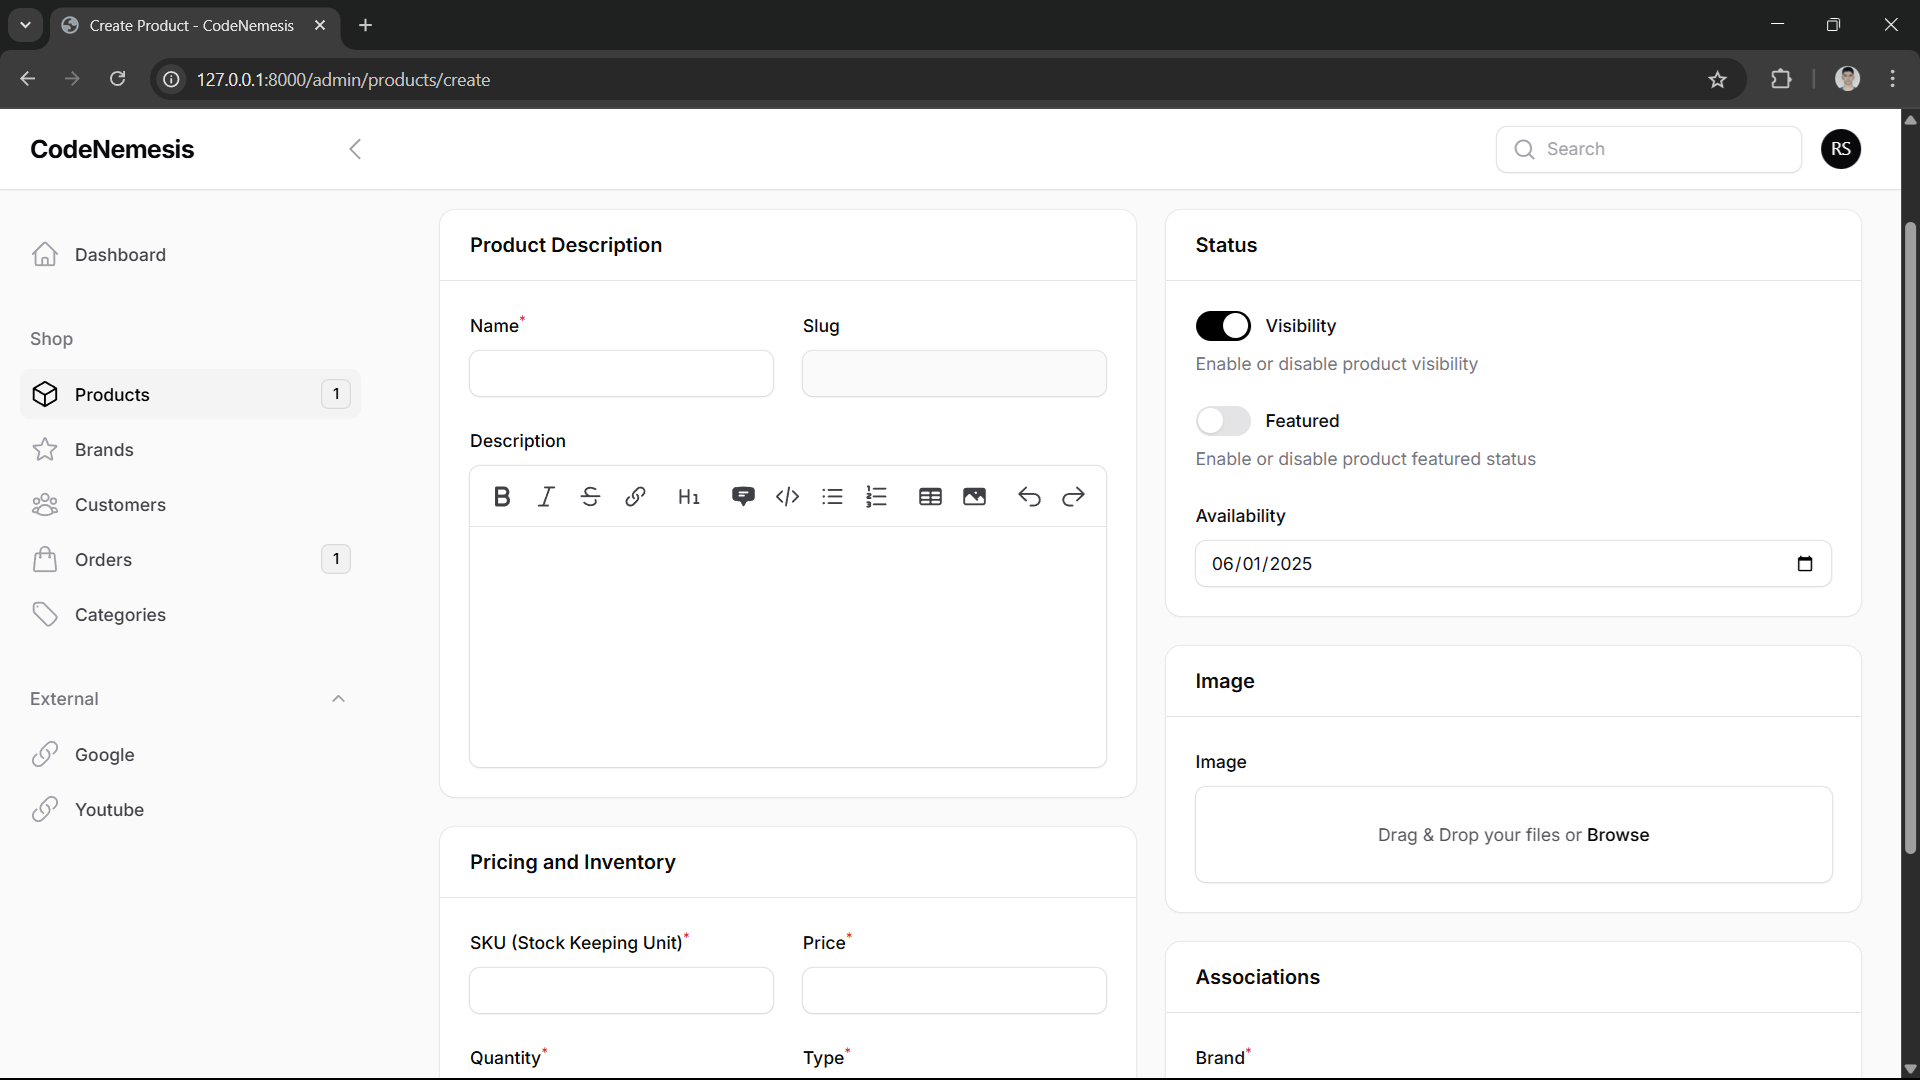 Create Product - CodeNemesis
127.0.0.1:8000/admin/products/create
CodeNemesis
Search
RS
Dashboard
Shop
Products
1
Brands
Customers
Orders
1
Categories
External
Google
Youtube
Product Description
Name*
Slug
Description
H1
Pricing and Inventory
SKU (Stock Keeping Unit)*
Price*
Quantity*
Type*
Status
Visibility
Enable or disable product visibility
Featured
Enable or disable product featured status
Availability
06/01/2025
Image
Image
Drag & Drop your files or Browse
Associations
Brand*